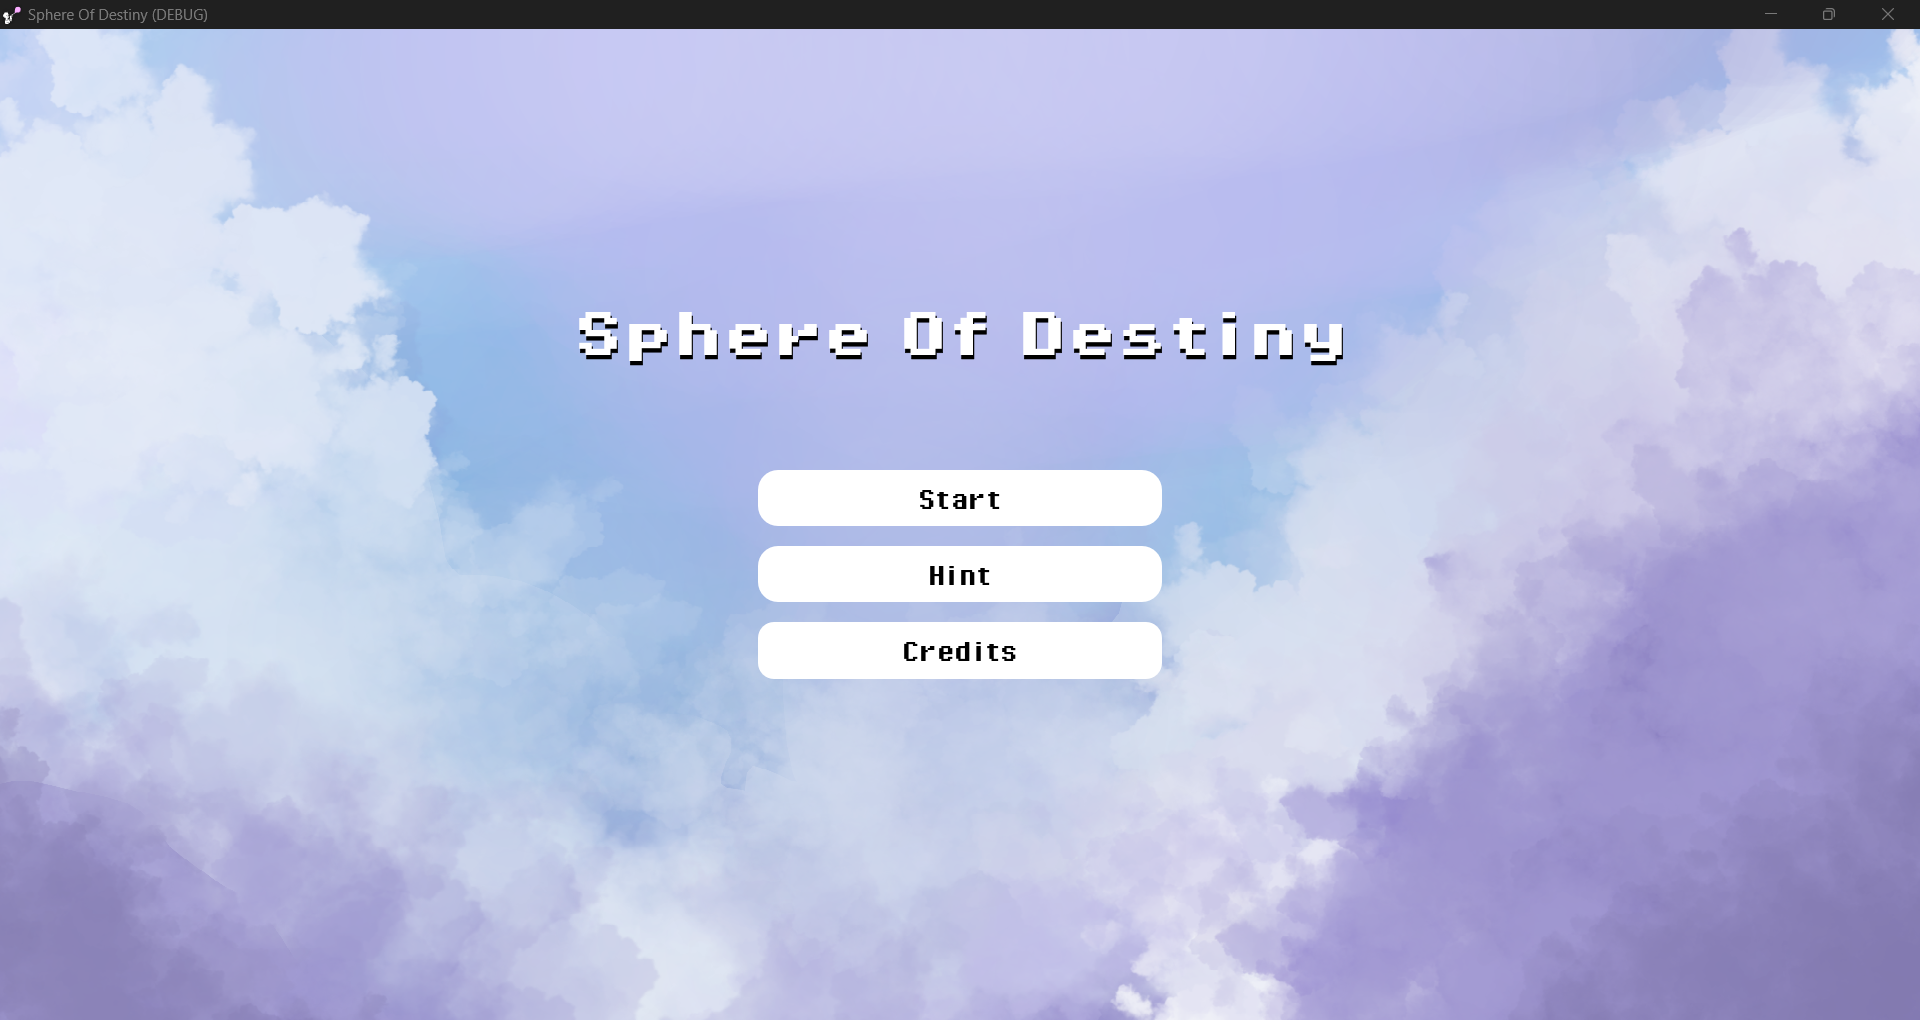 Sphere Of Destiny (DEBUG)
Sphere Of Destiny
Start
Hint
Credits